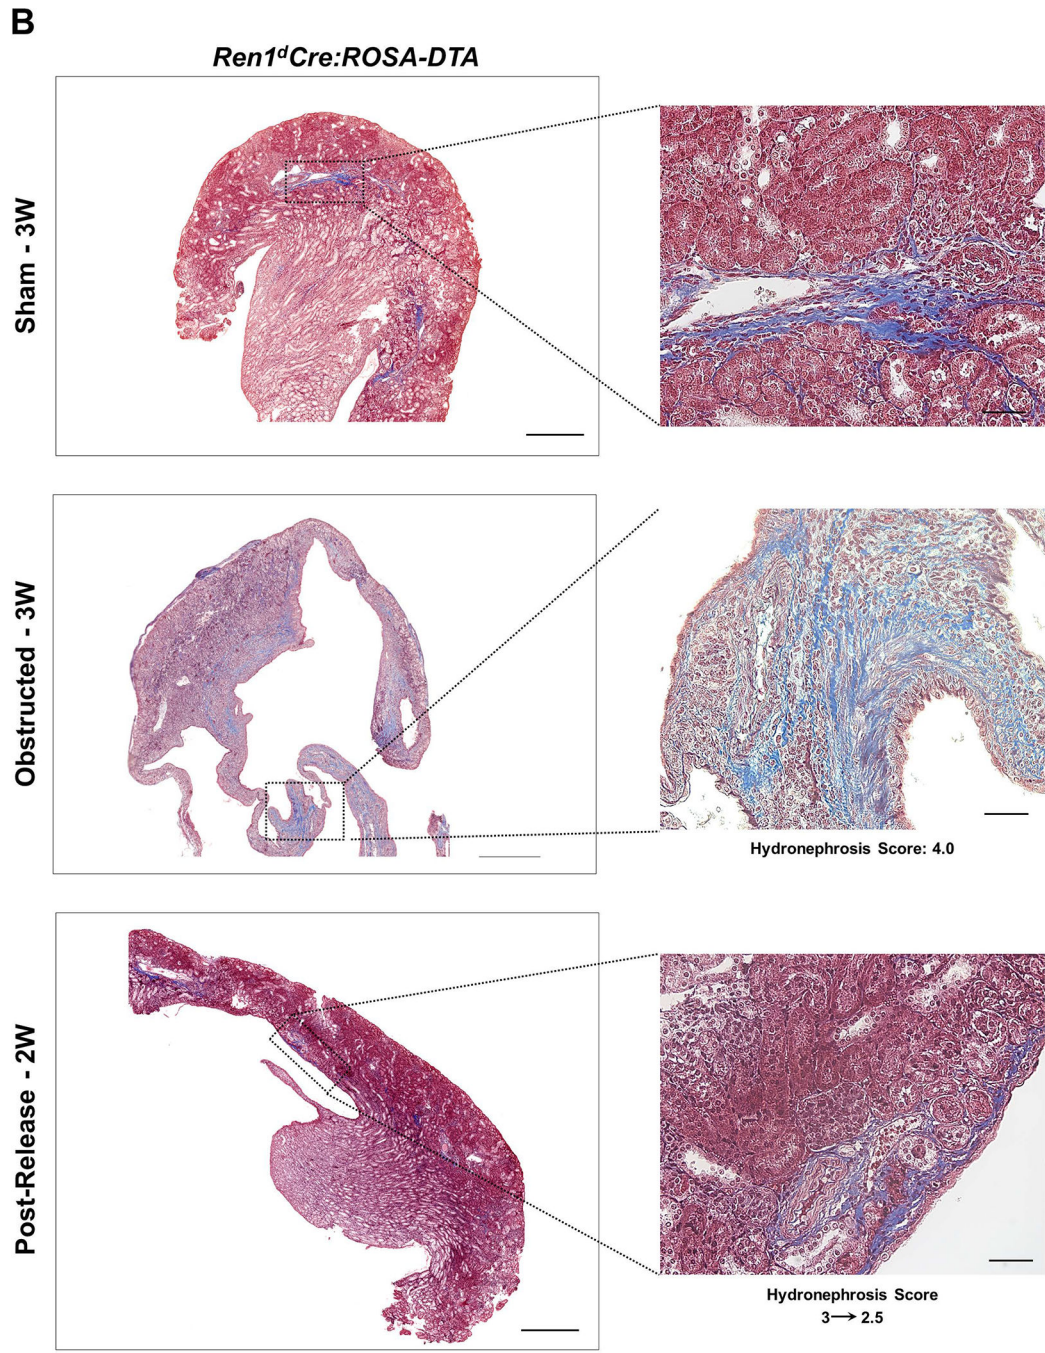 B
Ren1ᵈCre:ROSA-DTA
Sham - 3W
Obstructed - 3W
Hydronephrosis Score: 4.0
Post-Release - 2W
Hydronephrosis Score
3→2.5